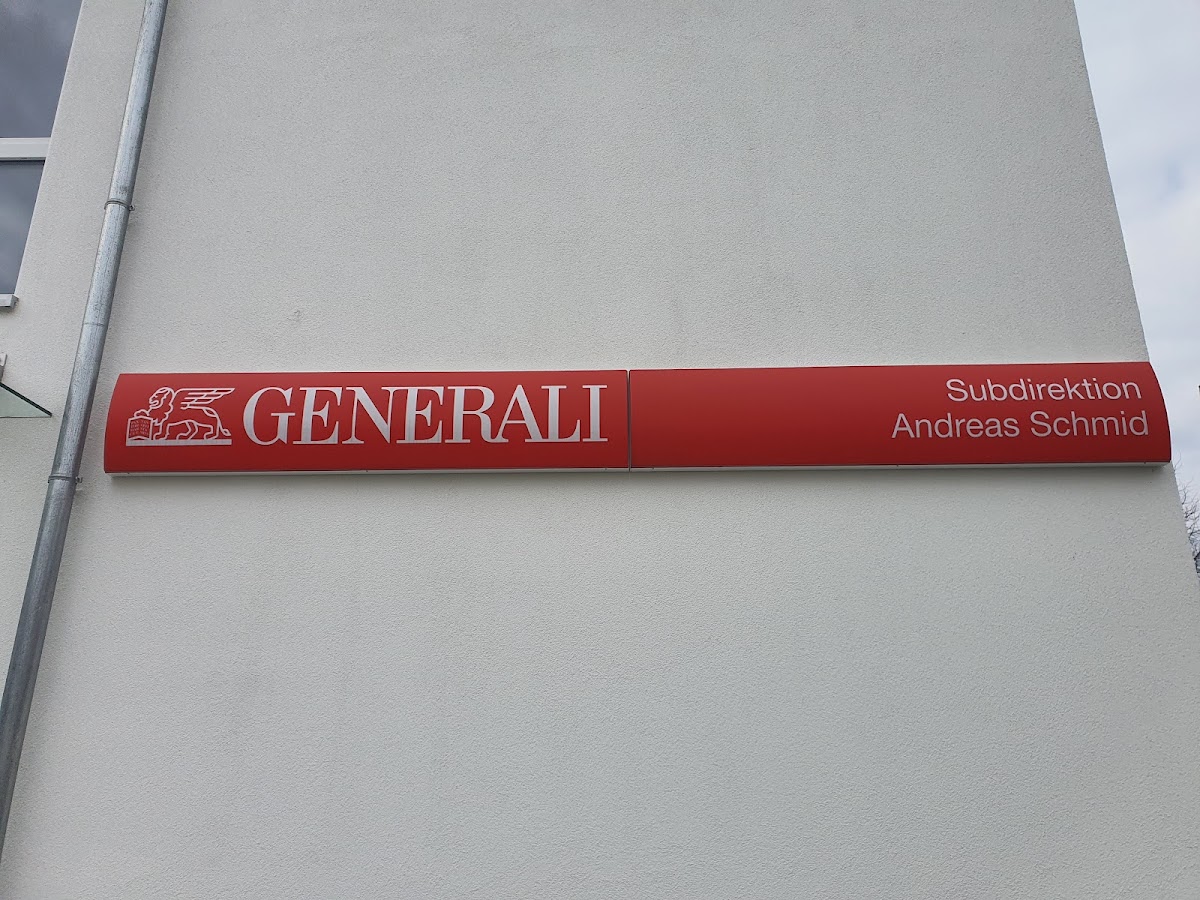 GENERALI
Subdirektion
Andreas Schmid